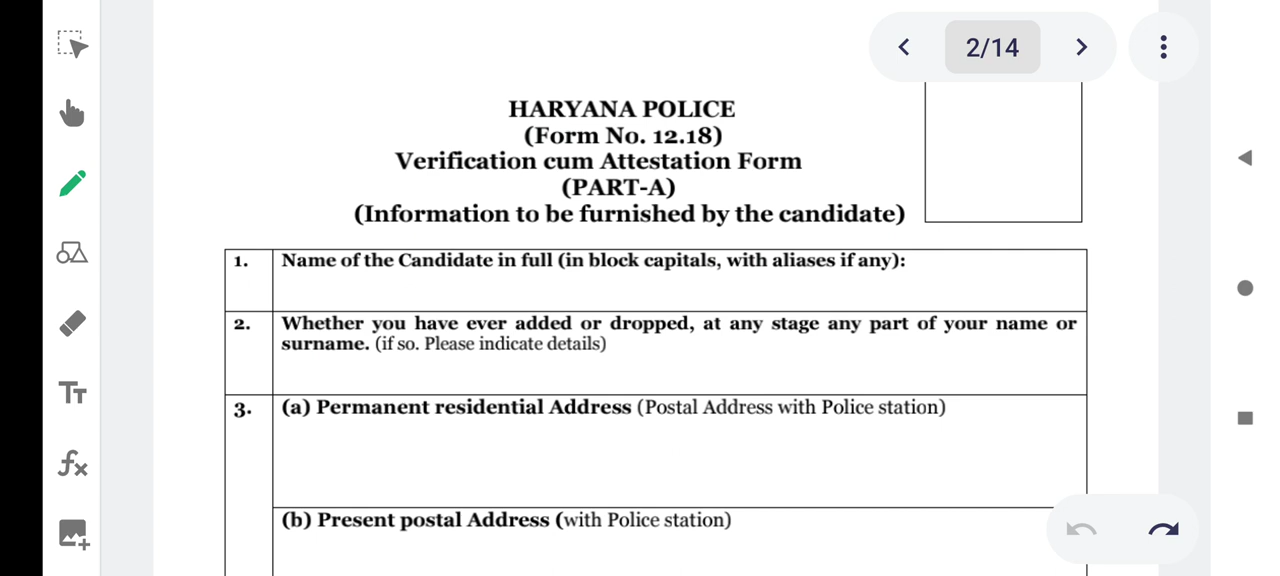 2/14
HARYANA POLICE
(Form No. 12.18)
Verification cum Attestation Form
(PART-A)
(Information to be furnished by the candidate)
1. Name of the Candidate in full (in block capitals, with aliases if any):
2. Whether you have ever added or dropped, at any stage any part of your name or
surname. (if so. Please indicate details)
3. (a) Permanent residential Address (Postal Address with Police station)
(b) Present postal Address (with Police station)
TT
fx